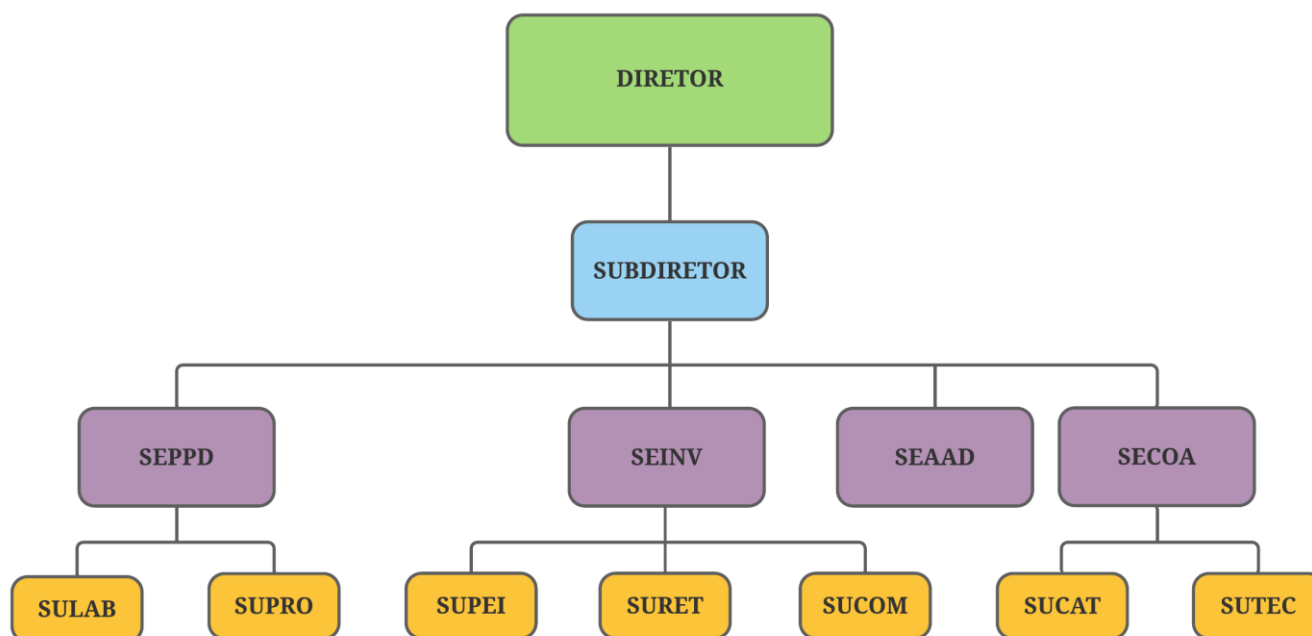 DIRETOR
SUBDIRETOR
SEPPD
SEINV
SEAAD
SECOA
SULAB
SUPRO
SUPEI
SURET
SUCOM
SUCAT
SUTEC